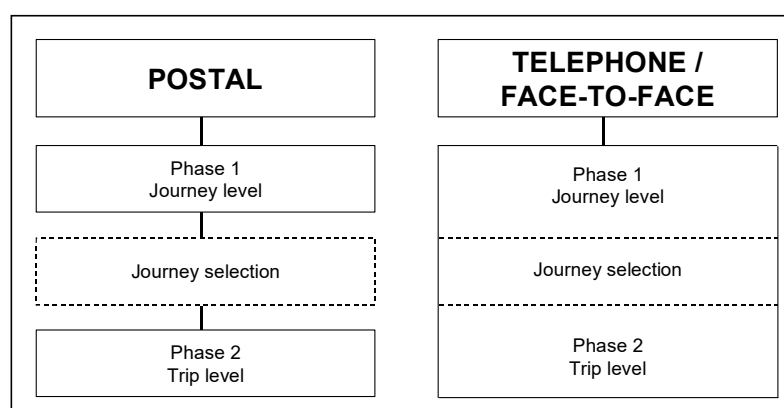 POSTAL
Phase 1
Journey level
Journey selection
Phase 2
Trip level
TELEPHONE /
FACE-TO-FACE
Phase 1
Journey level
Journey selection
Phase 2
Trip level